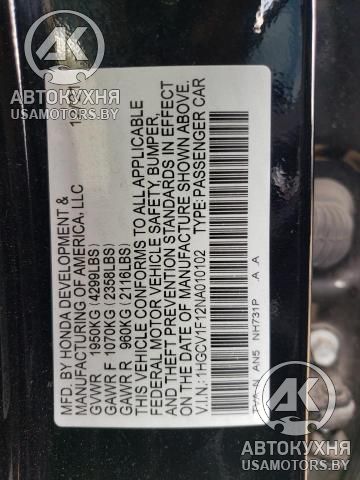 АВТОКУХНЯ
USAMOTORS.BY
MFD. BY HONDA DEVELOPMENT &
MANUFACTURING OF AMERICA, LLC
GVWR 1950KG (4299LBS)
GAWR F 1070KG (2358LBS)
GAWR R 960KG (2116LBS)
THIS VEHICLE CONFORMS TO ALL APPLICABLE
FEDERAL MOTOR VEHICLE SAFETY, BUMPER,
AND THEFT PREVENTION STANDARDS IN EFFECT
ON THE DATE OF MANUFACTURE SHOWN ABOVE.
V.I.N.: 1HGCV1F12NA010102 TYPE: PASSENGER CAR
AN5 NH731P A A
АВТОКУХНЯ
USAMOTORS.BY